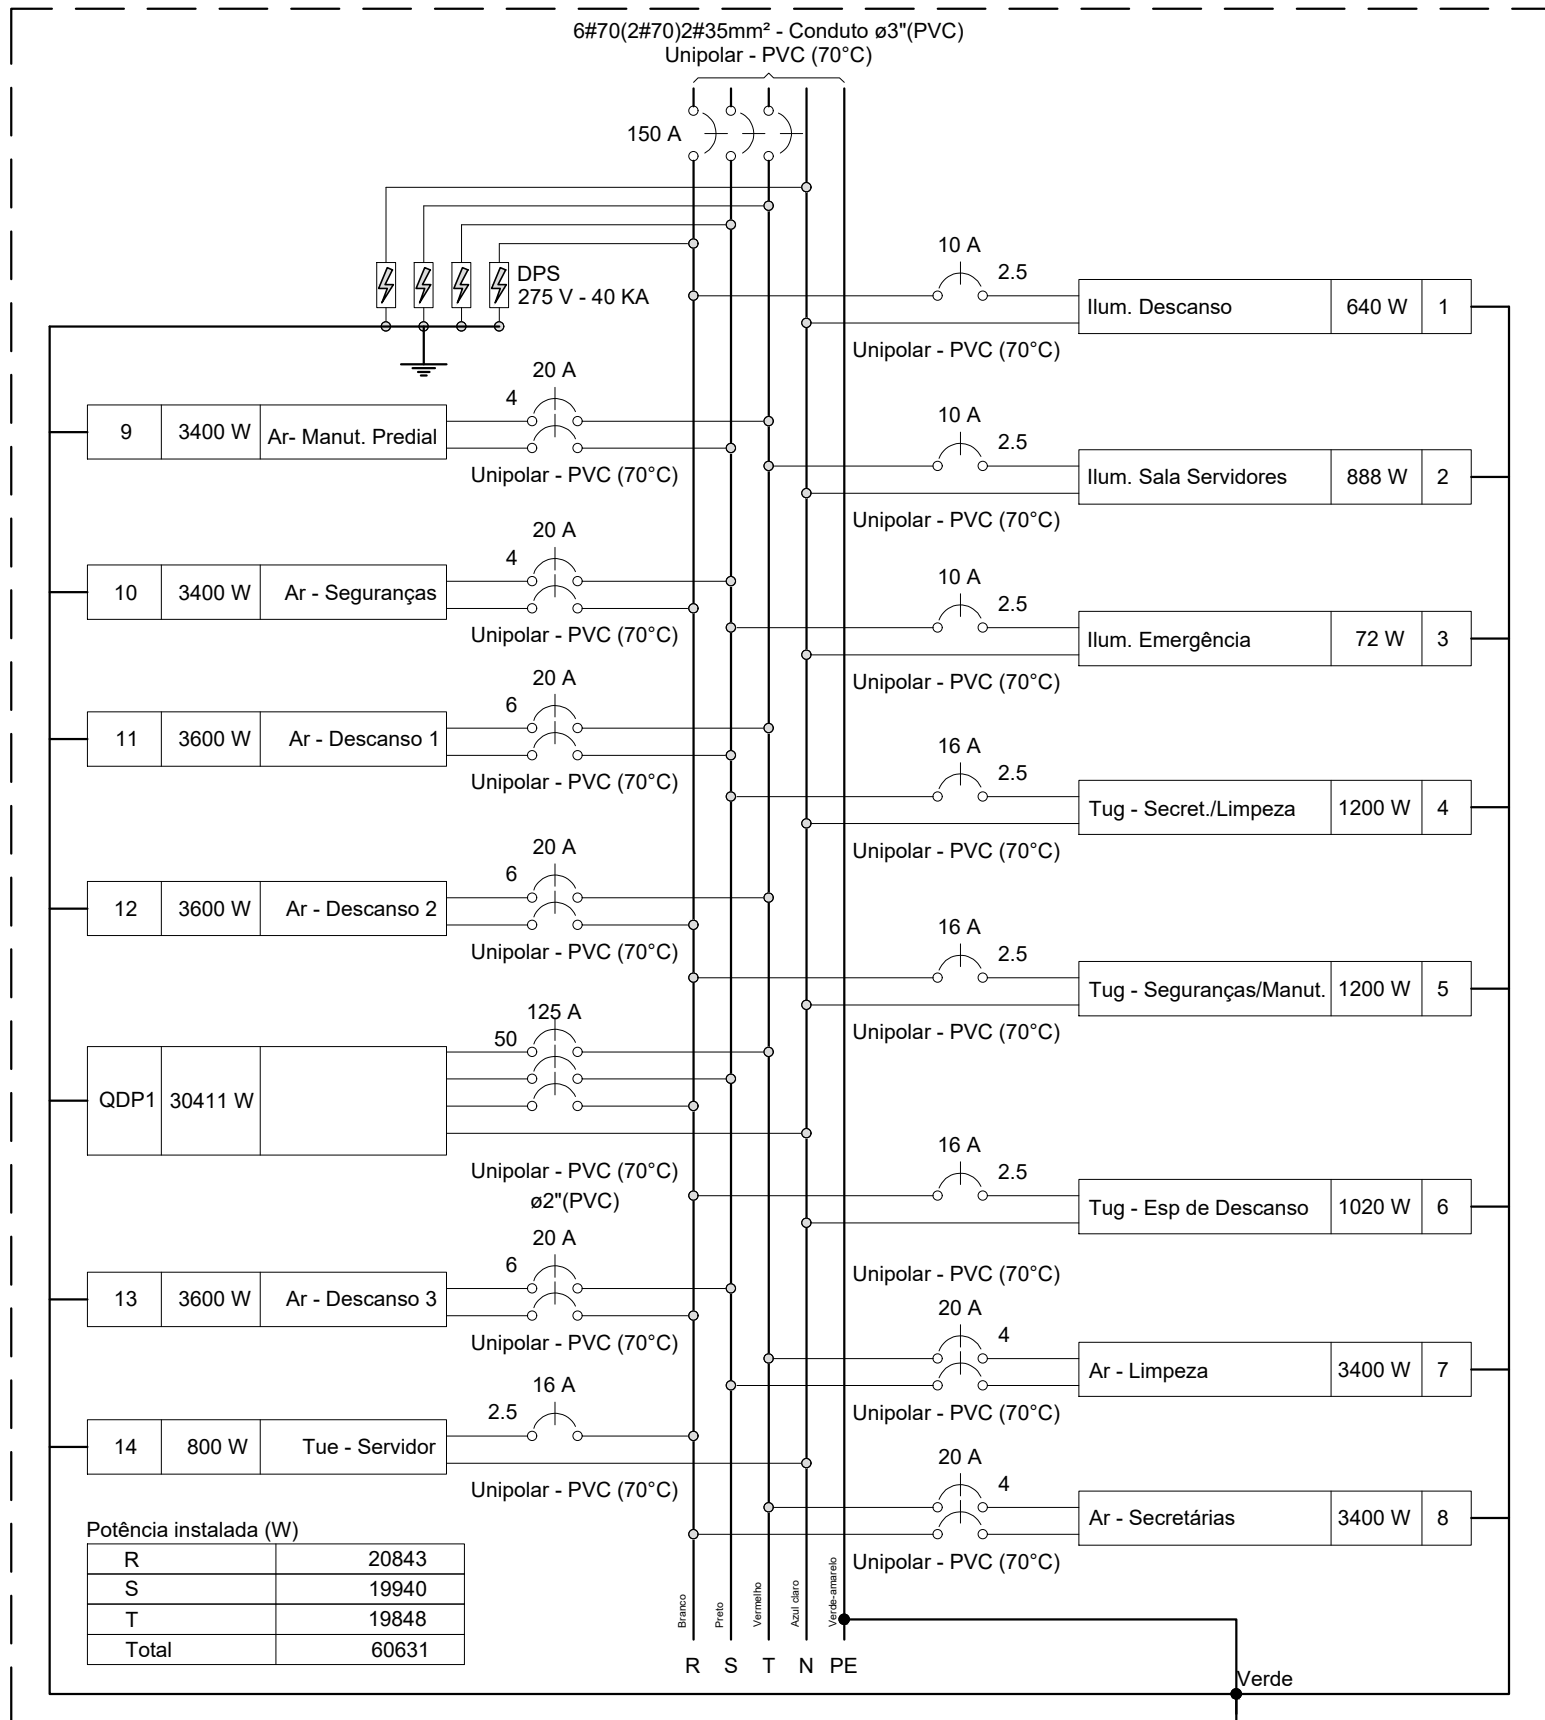 6#70(2#70)2#35mm² - Conduto ø3"(PVC)
Unipolar - PVC (70°C)
150 A
DPS
275 V - 40 KA
10 A
2.5
Ilum. Descanso 640 W 1
Unipolar - PVC (70°C)
20 A
4
9 3400 W Ar- Manut. Predial
Unipolar - PVC (70°C)
10 A
2.5
Ilum. Sala Servidores 888 W 2
Unipolar - PVC (70°C)
20 A
4
10 3400 W Ar - Seguranças
Unipolar - PVC (70°C)
10 A
2.5
Ilum. Emergência 72 W 3
Unipolar - PVC (70°C)
20 A
6
11 3600 W Ar - Descanso 1
Unipolar - PVC (70°C)
16 A
2.5
Tug - Secret./Limpeza 1200 W 4
Unipolar - PVC (70°C)
20 A
6
12 3600 W Ar - Descanso 2
Unipolar - PVC (70°C)
16 A
2.5
Tug - Seguranças/Manut. 1200 W 5
Unipolar - PVC (70°C)
125 A
50
QDP1 30411 W
Unipolar - PVC (70°C)
ø2"(PVC)
16 A
2.5
Tug - Esp de Descanso 1020 W 6
Unipolar - PVC (70°C)
20 A
6
13 3600 W Ar - Descanso 3
Unipolar - PVC (70°C)
20 A
4
Ar - Limpeza 3400 W 7
Unipolar - PVC (70°C)
16 A
2.5
14 800 W Tue - Servidor
Unipolar - PVC (70°C)
20 A
4
Ar - Secretárias 3400 W 8
Unipolar - PVC (70°C)
Potência instalada (W)
R 20843
S 19940
T 19848
Total 60631
Branco
Preto
Vermelho
Azul claro
Verde-amarelo
R S T N PE
Verde